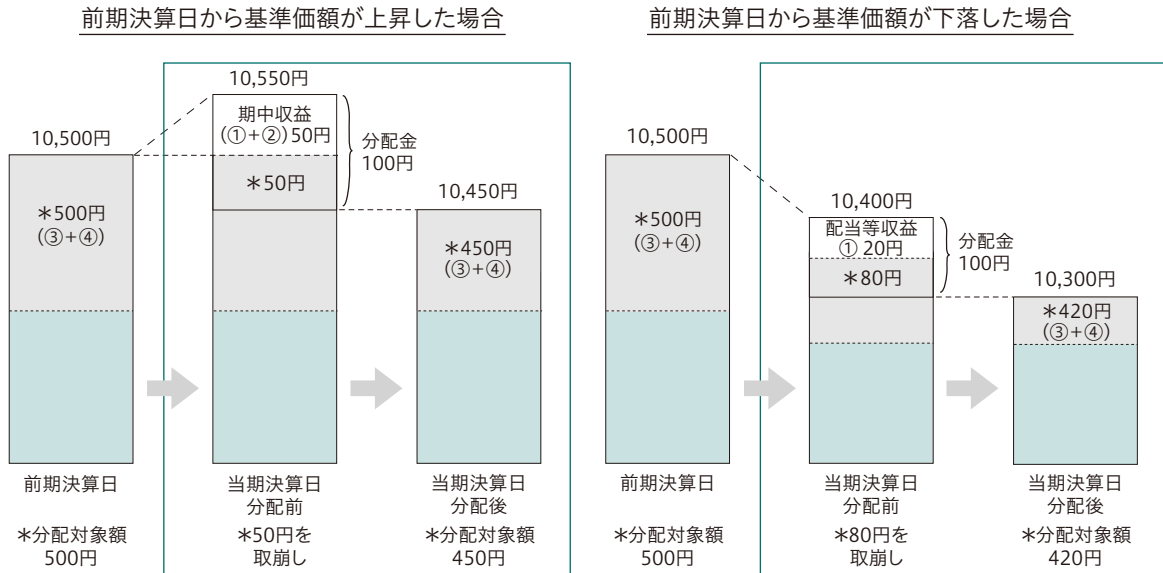 前期決算日から基準価額が上昇した場合
10,550円
期中収益
(①+②)50円
分配金
100円
10,500円
＊50円
10,450円
＊500円
(③+④)
＊450円
(③+④)
前期決算日
当期決算日
分配前
当期決算日
分配後
＊分配対象額
500円
＊50円を
取崩し
＊分配対象額
450円
前期決算日から基準価額が下落した場合
10,500円
10,400円
＊500円
(③+④)
配当等収益
① 20円
分配金
100円
＊80円
10,300円
＊420円
(③+④)
前期決算日
当期決算日
分配前
当期決算日
分配後
＊分配対象額
500円
＊80円を
取崩し
＊分配対象額
420円